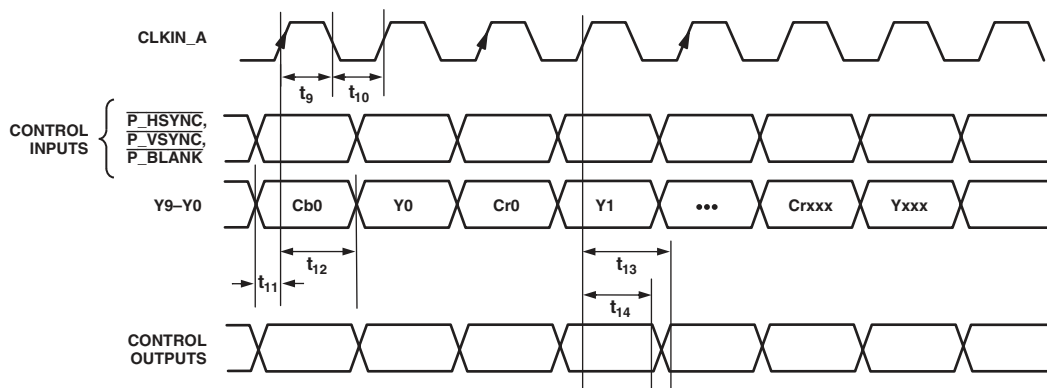 CLKIN_A
t9
t10
CONTROL
INPUTS
P_HSYNC,
P_VSYNC,
P_BLANK
Y9–Y0
Cb0
Y0
Cr0
Y1
•••
Crxxx
Yxxx
t12
t13
t11
t14
CONTROL
OUTPUTS